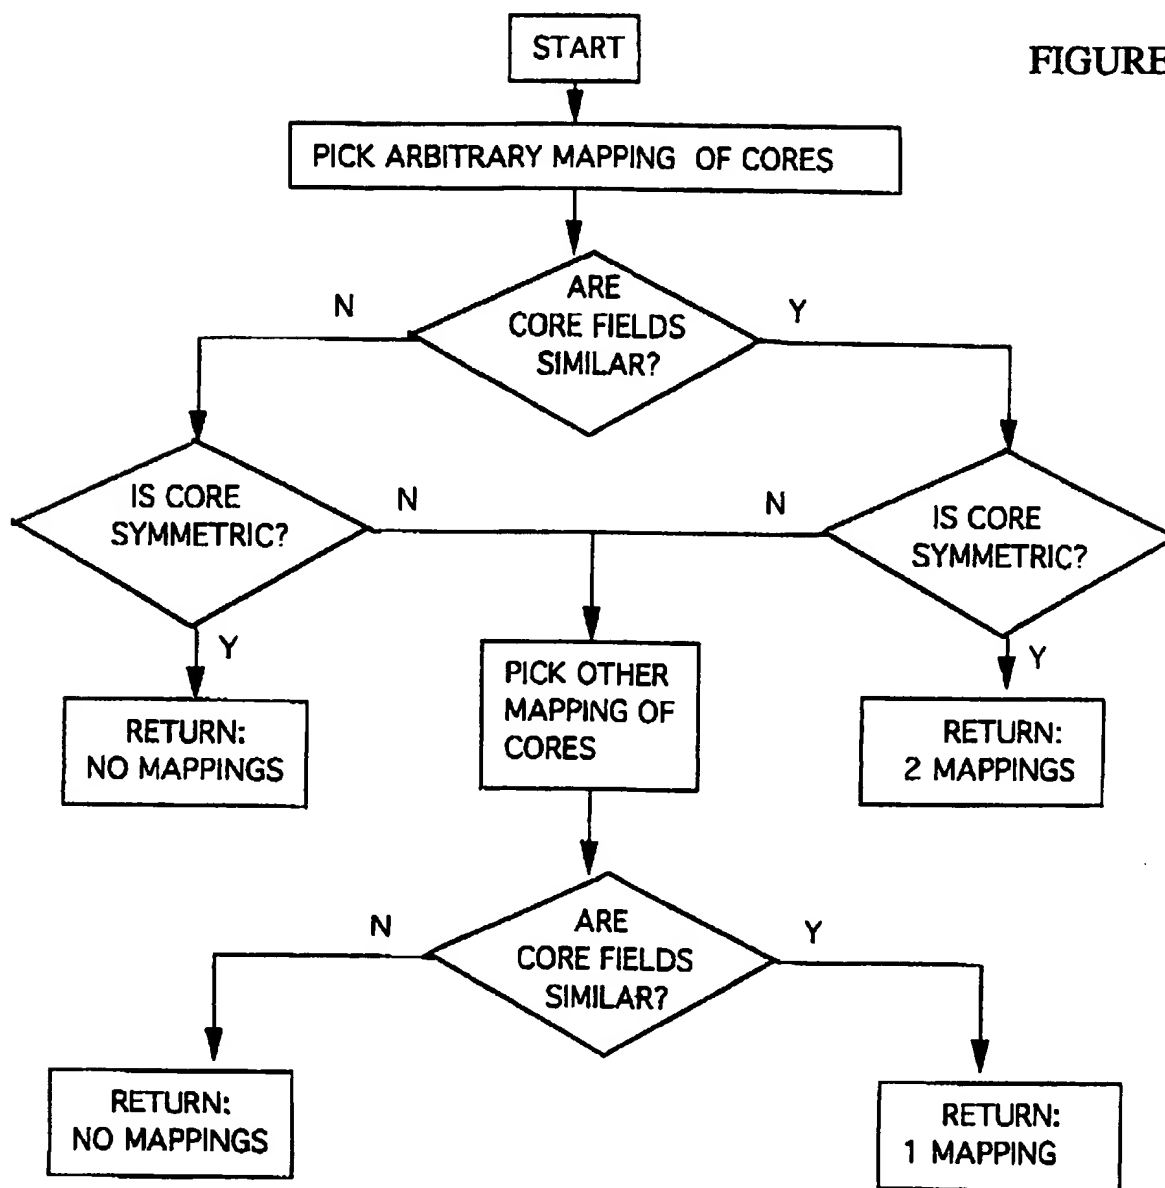 START
FIGURE
PICK ARBITRARY MAPPING OF CORES
ARE
CORE FIELDS
SIMILAR?
N
Y
IS CORE
SYMMETRIC?
N
N
IS CORE
SYMMETRIC?
Y
Y
RETURN:
NO MAPPINGS
PICK OTHER
MAPPING OF
CORES
RETURN:
2 MAPPINGS
ARE
CORE FIELDS
SIMILAR?
N
Y
RETURN:
NO MAPPINGS
RETURN:
1 MAPPING